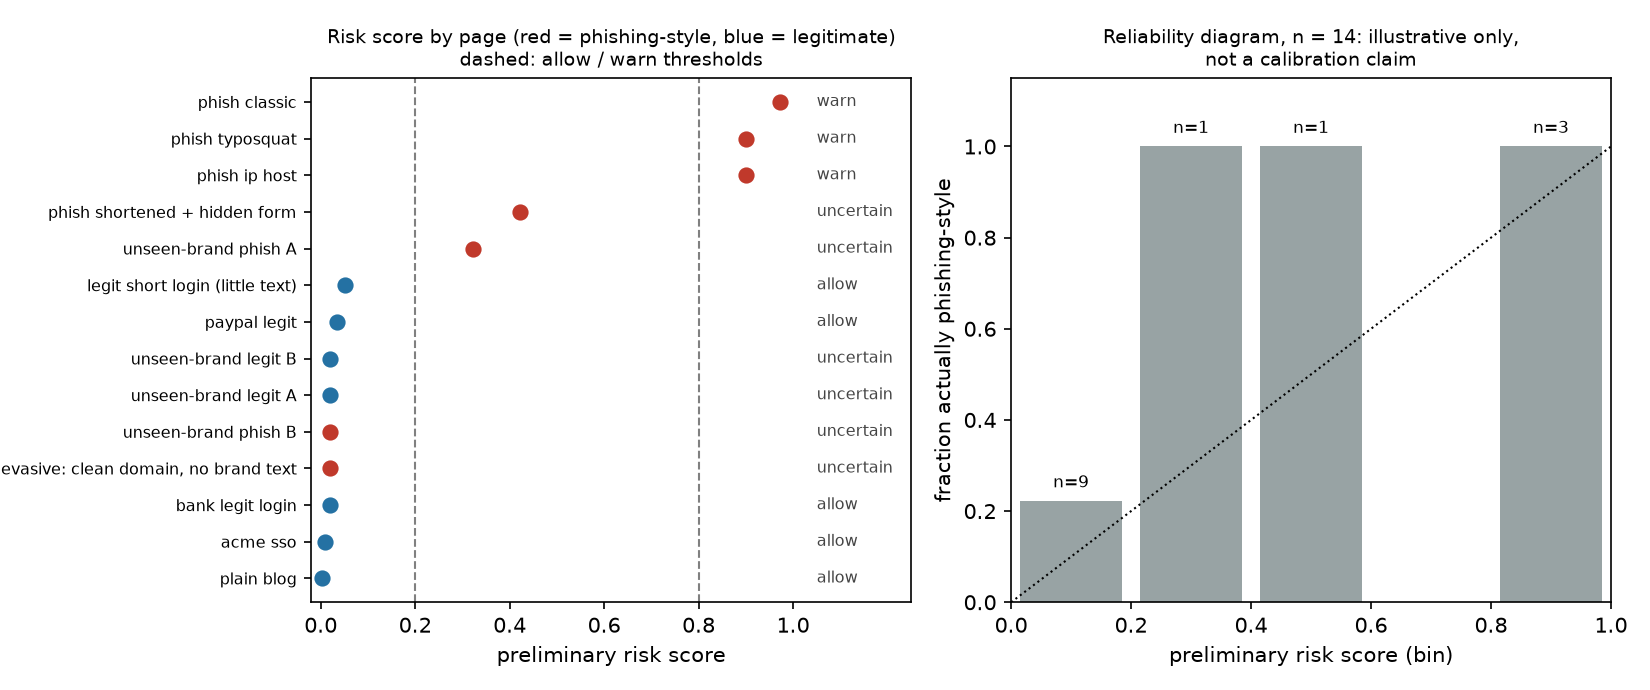 Risk score by page (red = phishing-style, blue = legitimate)
dashed: allow / warn thresholds
phish classic
warn
phish typosquat
warn
phish ip host
warn
phish shortened + hidden form
uncertain
unseen-brand phish A
uncertain
legit short login (little text)
allow
paypal legit
allow
unseen-brand legit B
uncertain
unseen-brand legit A
uncertain
unseen-brand phish B
uncertain
evasive: clean domain, no brand text
uncertain
bank legit login
allow
acme sso
allow
plain blog
allow
0.0 0.2 0.4 0.6 0.8 1.0
preliminary risk score
Reliability diagram, n = 14: illustrative only,
not a calibration claim
fraction actually phishing-style
1.0
0.8
0.6
0.4
0.2
0.0
n=9
n=1
n=1
n=3
0.0 0.2 0.4 0.6 0.8 1.0
preliminary risk score (bin)